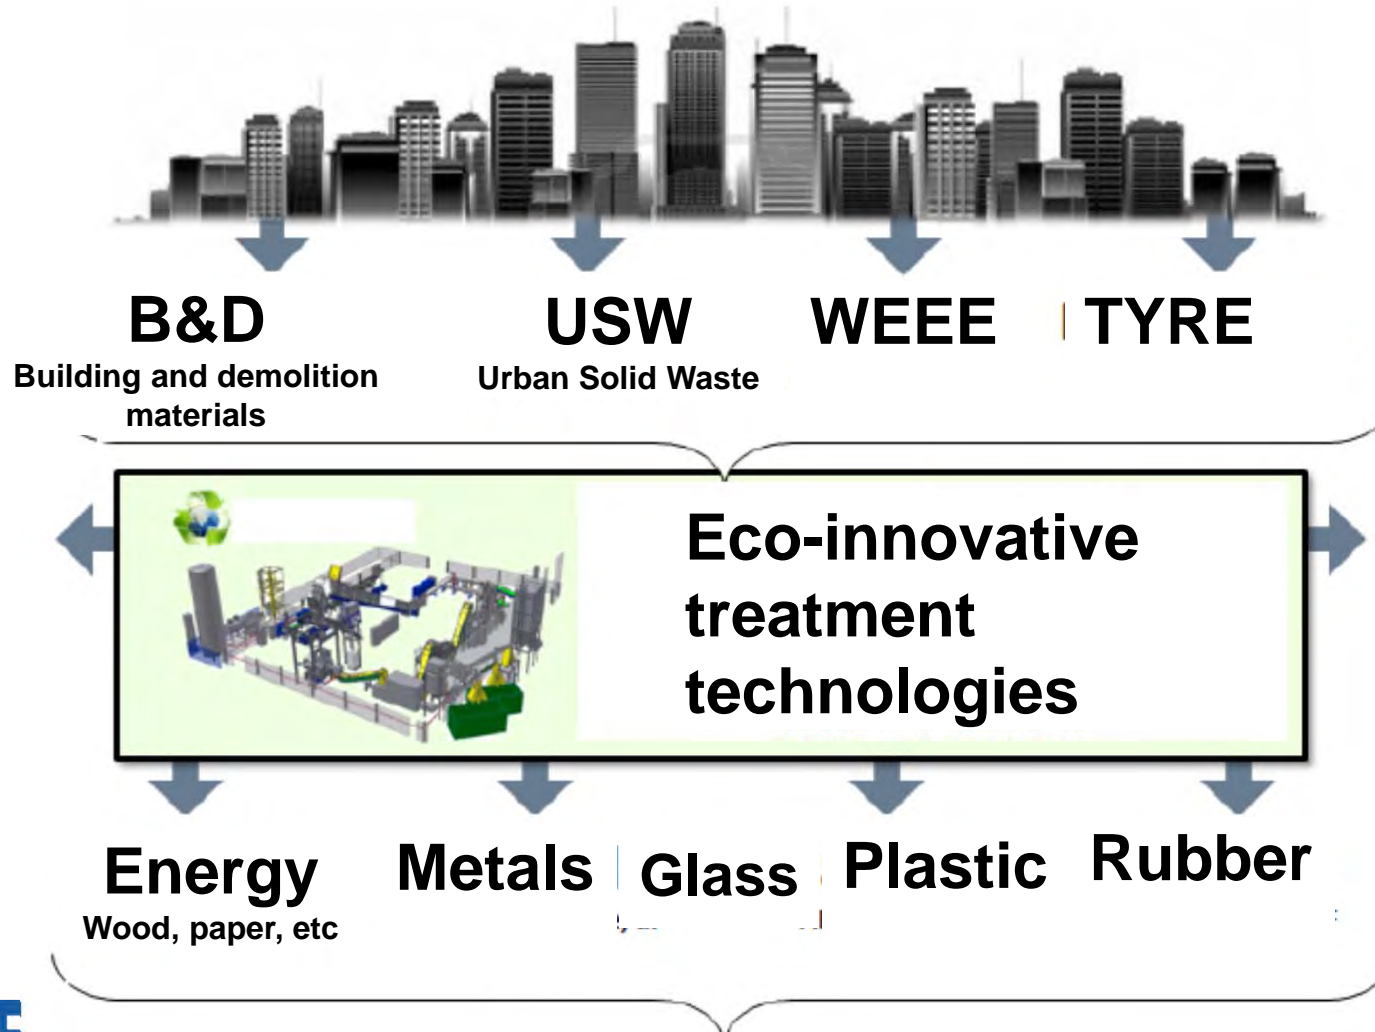 B&D
USW
WEEE
TYRE
Building and demolition
materials
Urban Solid Waste
Eco-innovative
treatment
technologies
Energy
Metals
Glass
Plastic
Rubber
Wood, paper, etc